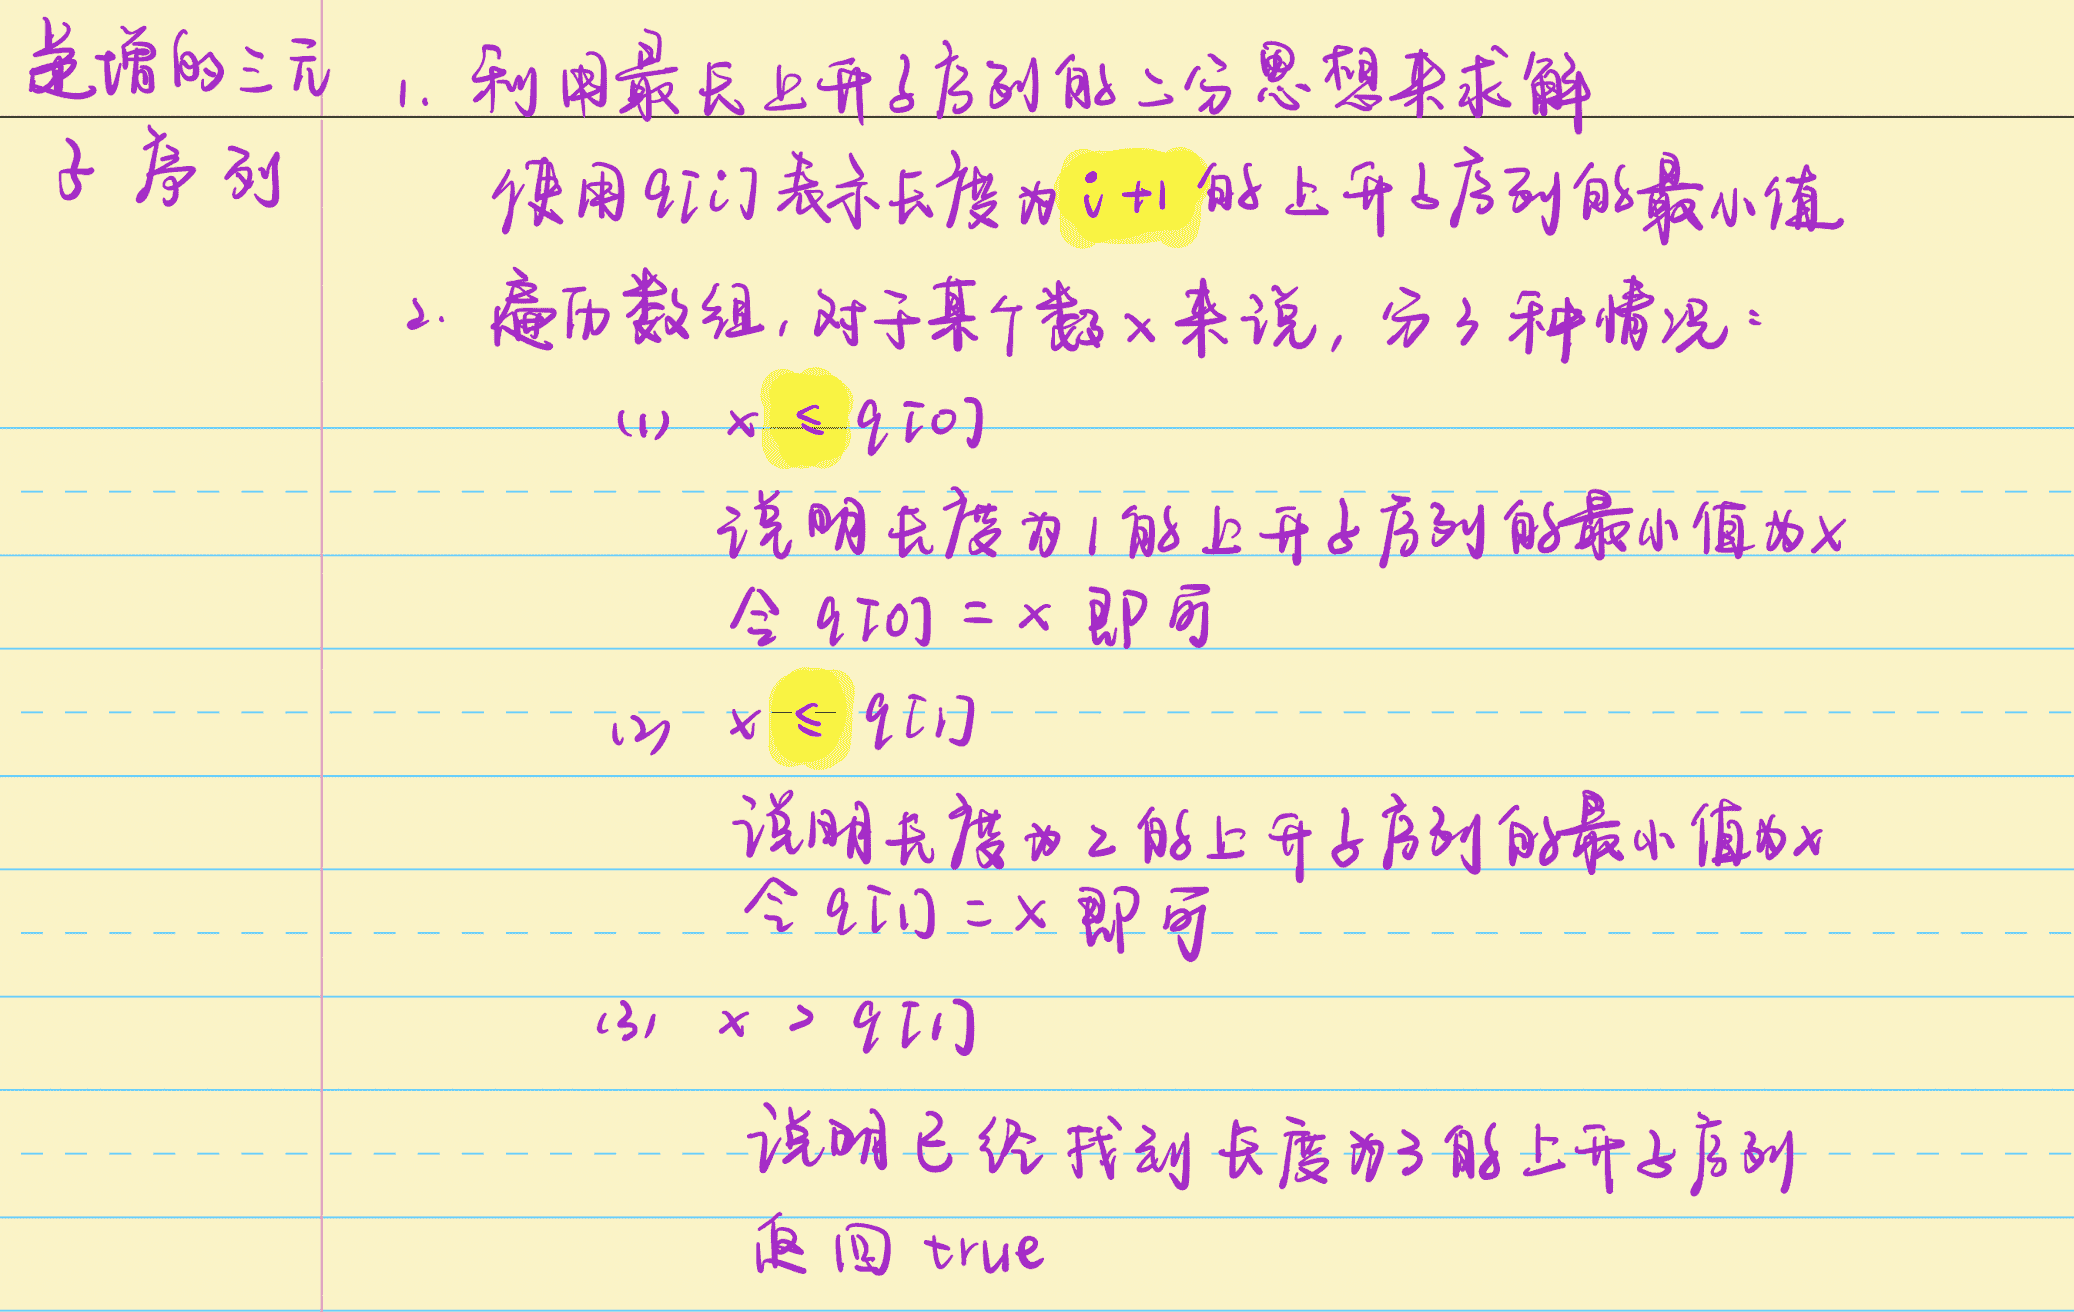 递增的三元
子序列
1. 利用最长上升子序列的二分思想来求解
使用q[i]表示长度为i+1的上升子序列的最小值
2. 遍历数组,对于某个数x来说,分3种情况:
(1) x ≤ q[0]
说明长度为1的上升子序列的最小值为x
令q[0] = x 即可
(2) x ≤ q[1]
说明长度为2的上升子序列的最小值为x
令q[1] = x 即可
(3) x > q[1]
说明已经找到长度为3的上升子序列
返回true